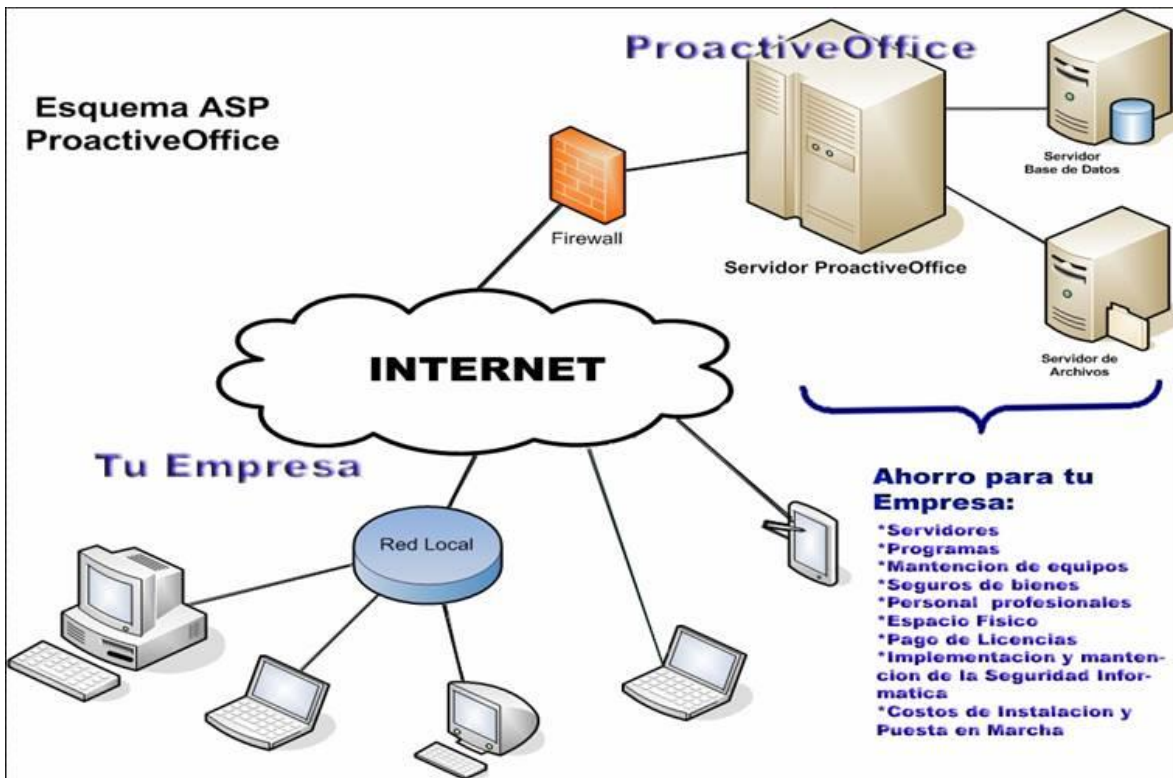 ProactiveOffice
Esquema ASP
ProactiveOffice
Servidor
Base de Datos
Firewall
Servidor ProactiveOffice
Servidor de
Archivos
INTERNET
Tu Empresa
Red Local
Ahorro para tu
Empresa:
*Servidores
*Programas
*Mantencion de equipos
*Seguros de bienes
*Personal profesionales
*Espacio Fisico
*Pago de Licencias
*Implementacion y manten-
cion de la Seguridad Infor-
matica
*Costos de Instalacion y
Puesta en Marcha